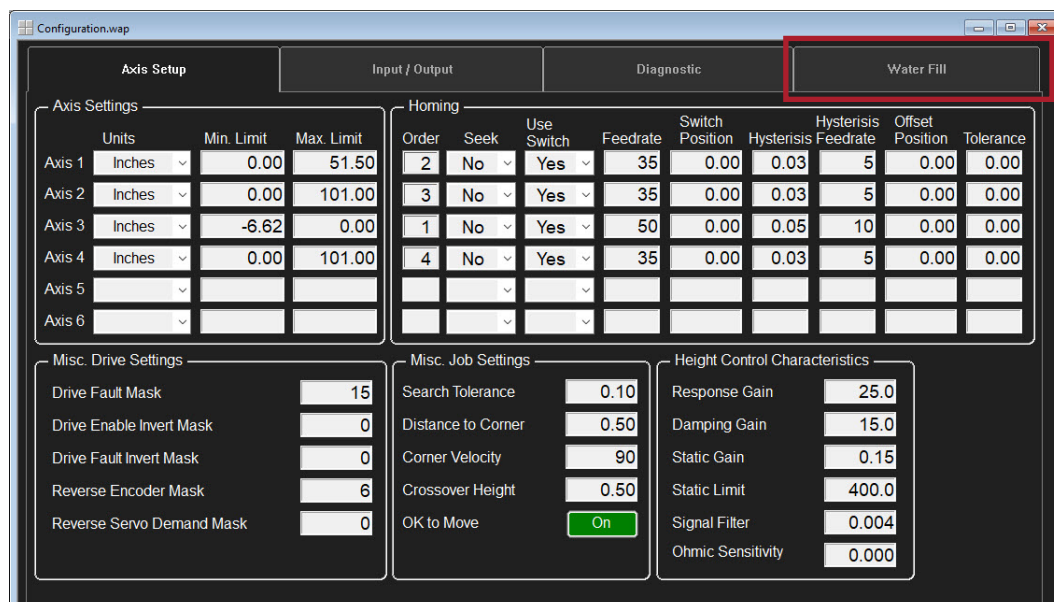 Configuration.wap
Axis Setup Input / Output Diagnostic Water Fill
Axis Settings
Units Min. Limit Max. Limit
Axis 1 Inches 0.00 51.50
Axis 2 Inches 0.00 101.00
Axis 3 Inches -6.62 0.00
Axis 4 Inches 0.00 101.00
Axis 5
Axis 6
Homing
Order Seek Use Switch Feedrate Switch Position Hysterisis Hysterisis Feedrate Offset Position Tolerance
2 No Yes 35 0.00 0.03 5 0.00 0.00
3 No Yes 35 0.00 0.03 5 0.00 0.00
1 No Yes 50 0.00 0.05 10 0.00 0.00
4 No Yes 35 0.00 0.03 5 0.00 0.00
Misc. Drive Settings
Drive Fault Mask 15
Drive Enable Invert Mask 0
Drive Fault Invert Mask 0
Reverse Encoder Mask 6
Reverse Servo Demand Mask 0
Misc. Job Settings
Search Tolerance 0.10
Distance to Corner 0.50
Corner Velocity 90
Crossover Height 0.50
OK to Move On
Height Control Characteristics
Response Gain 25.0
Damping Gain 15.0
Static Gain 0.15
Static Limit 400.0
Signal Filter 0.004
Ohmic Sensitivity 0.000